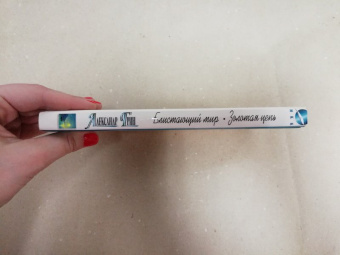 Александр Грин Блистающий мир • Золотая цепь